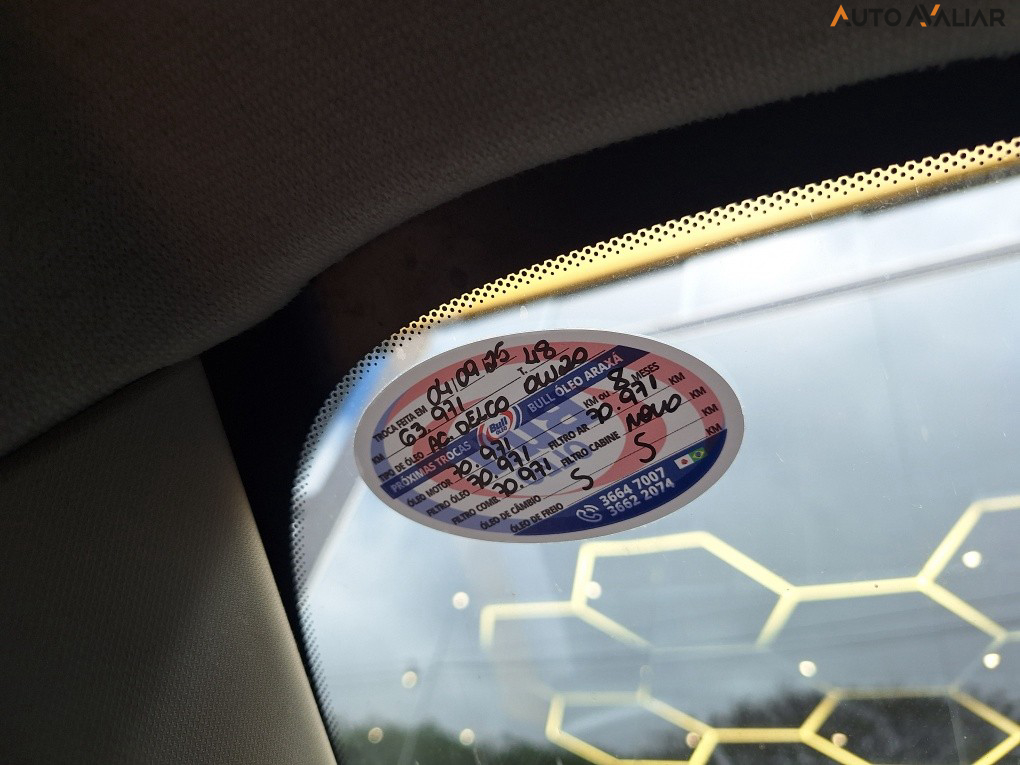 AUTO AVALIAR
TROCA FEITA EM 04/09/25 T. 48
KM 63.971
TIPO DE ÓLEO AC. DELCO 0W20
PRÓXIMAS TROCAS Bull BULL ÓLEO ARAXÁ
ÓLEO MOTOR 70.971 KM OU 8 MESES
FILTRO ÓLEO 70.971 FILTRO AR 70.971 KM
FILTRO COMB. 70.971 FILTRO CABINE NOVO KM
ÓLEO DE CÂMBIO S S KM
ÓLEO DE FREIO KM
3664 7007
3662 2074